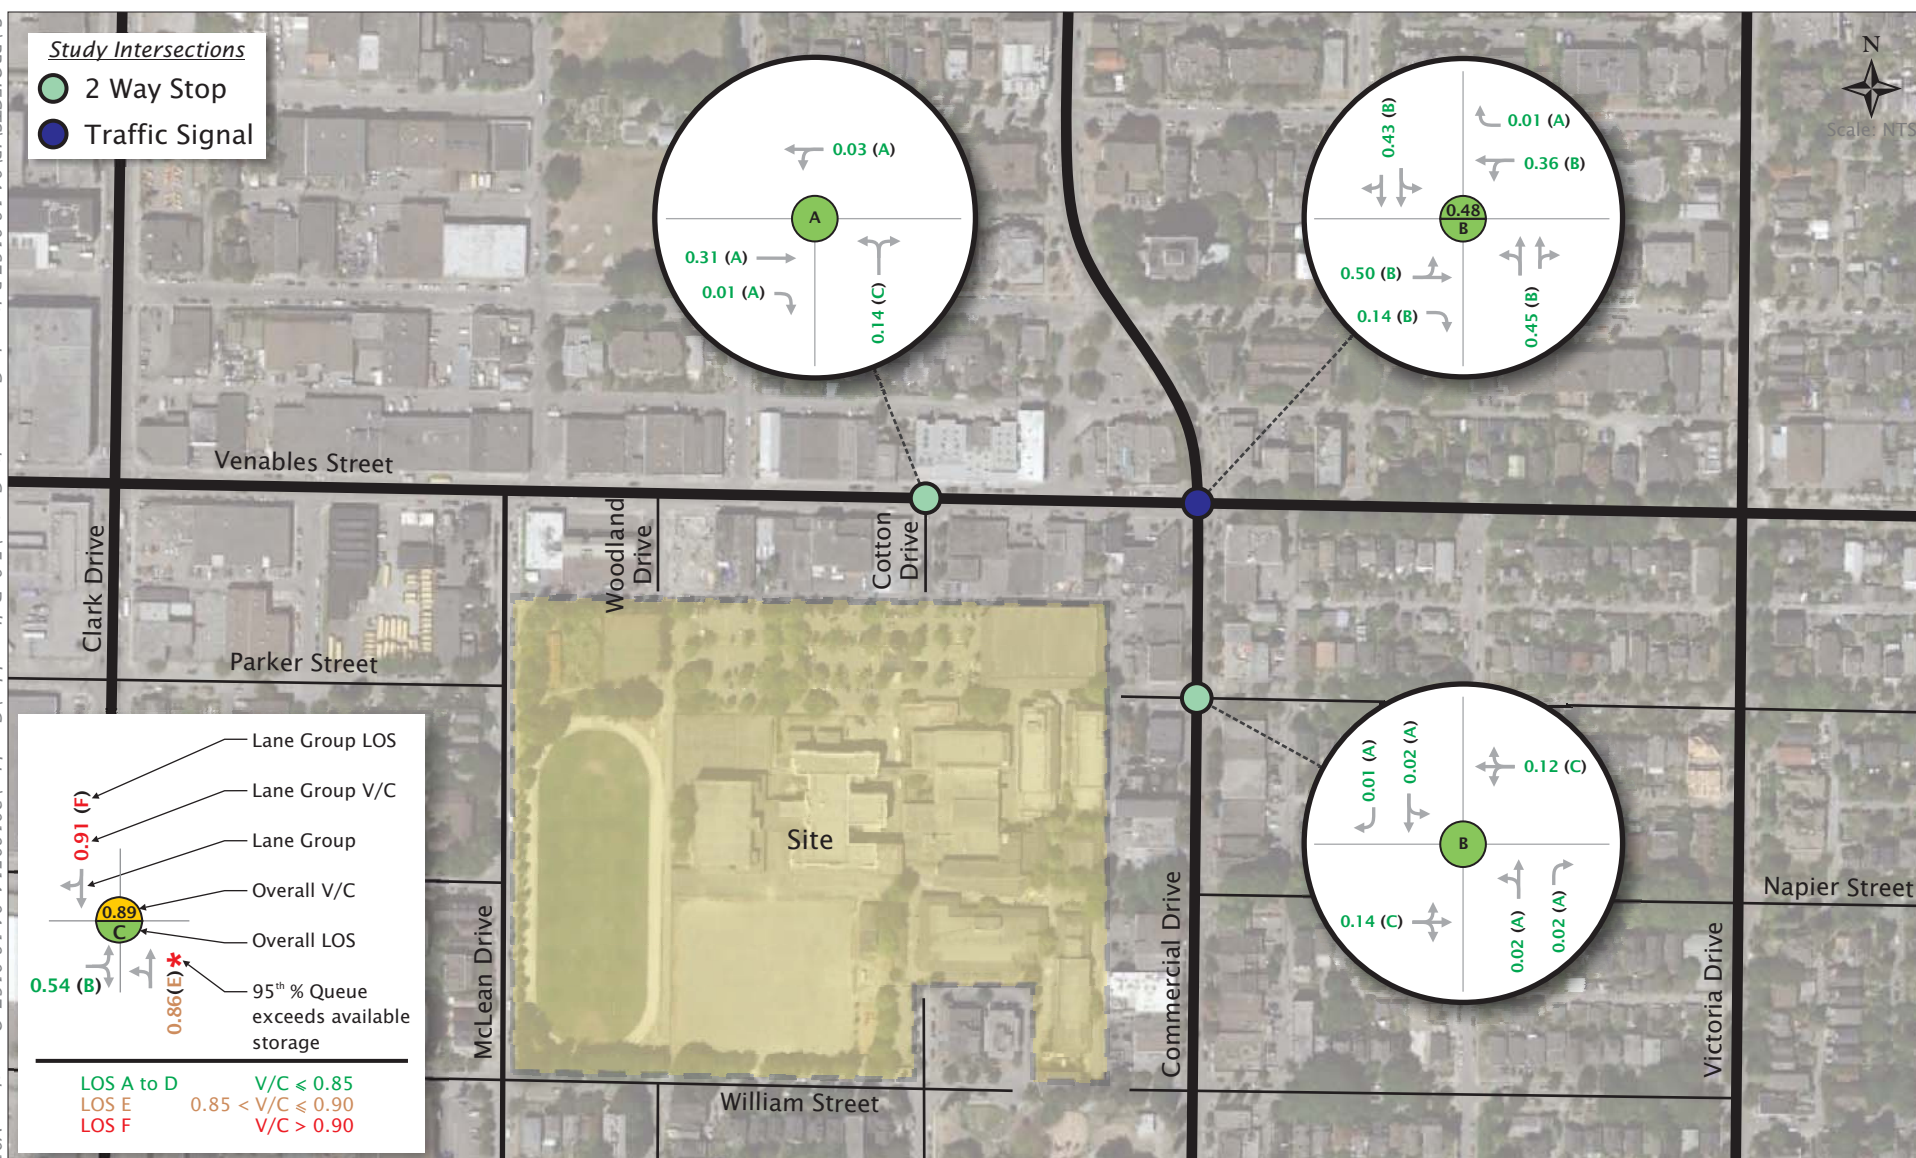 Study Intersections
2 Way Stop
Traffic Signal
N
Scale: NTS
0.03 (A)
A
0.31 (A)
0.01 (A)
0.14 (C)
0.43 (B)
0.01 (A)
0.36 (B)
0.48
B
0.50 (B)
0.14 (B)
0.45 (B)
Venables Street
Clark Drive
Woodland
Drive
Cotton
Drive
Parker Street
Site
McLean Drive
Commercial Drive
Victoria Drive
Napier Street
William Street
0.01 (A)
0.02 (A)
0.12 (C)
B
0.14 (C)
0.02 (A)
0.02 (A)
Lane Group LOS
Lane Group V/C
Lane Group
Overall V/C
Overall LOS
95th % Queue
exceeds available
storage
0.91 (F)
0.89
C
0.54 (B)
0.86(E)*
LOS A to D V/C ⩽ 0.85
LOS E 0.85 < V/C ⩽ 0.90
LOS F V/C > 0.90